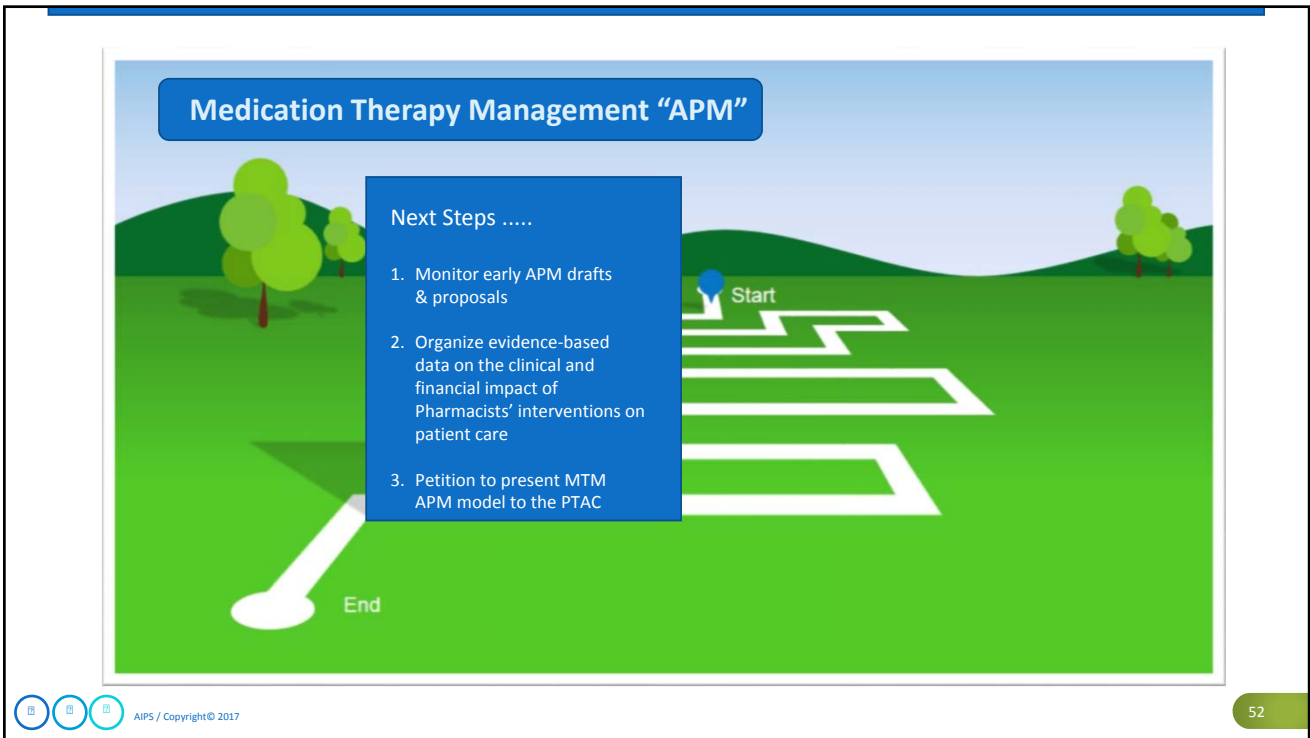 Medication Therapy Management “APM”
Next Steps .....
1. Monitor early APM drafts
& proposals
2. Organize evidence-based
data on the clinical and
financial impact of
Pharmacists’ interventions on
patient care
3. Petition to present MTM
APM model to the PTAC
Start
End
AIPS / Copyright© 2017
52